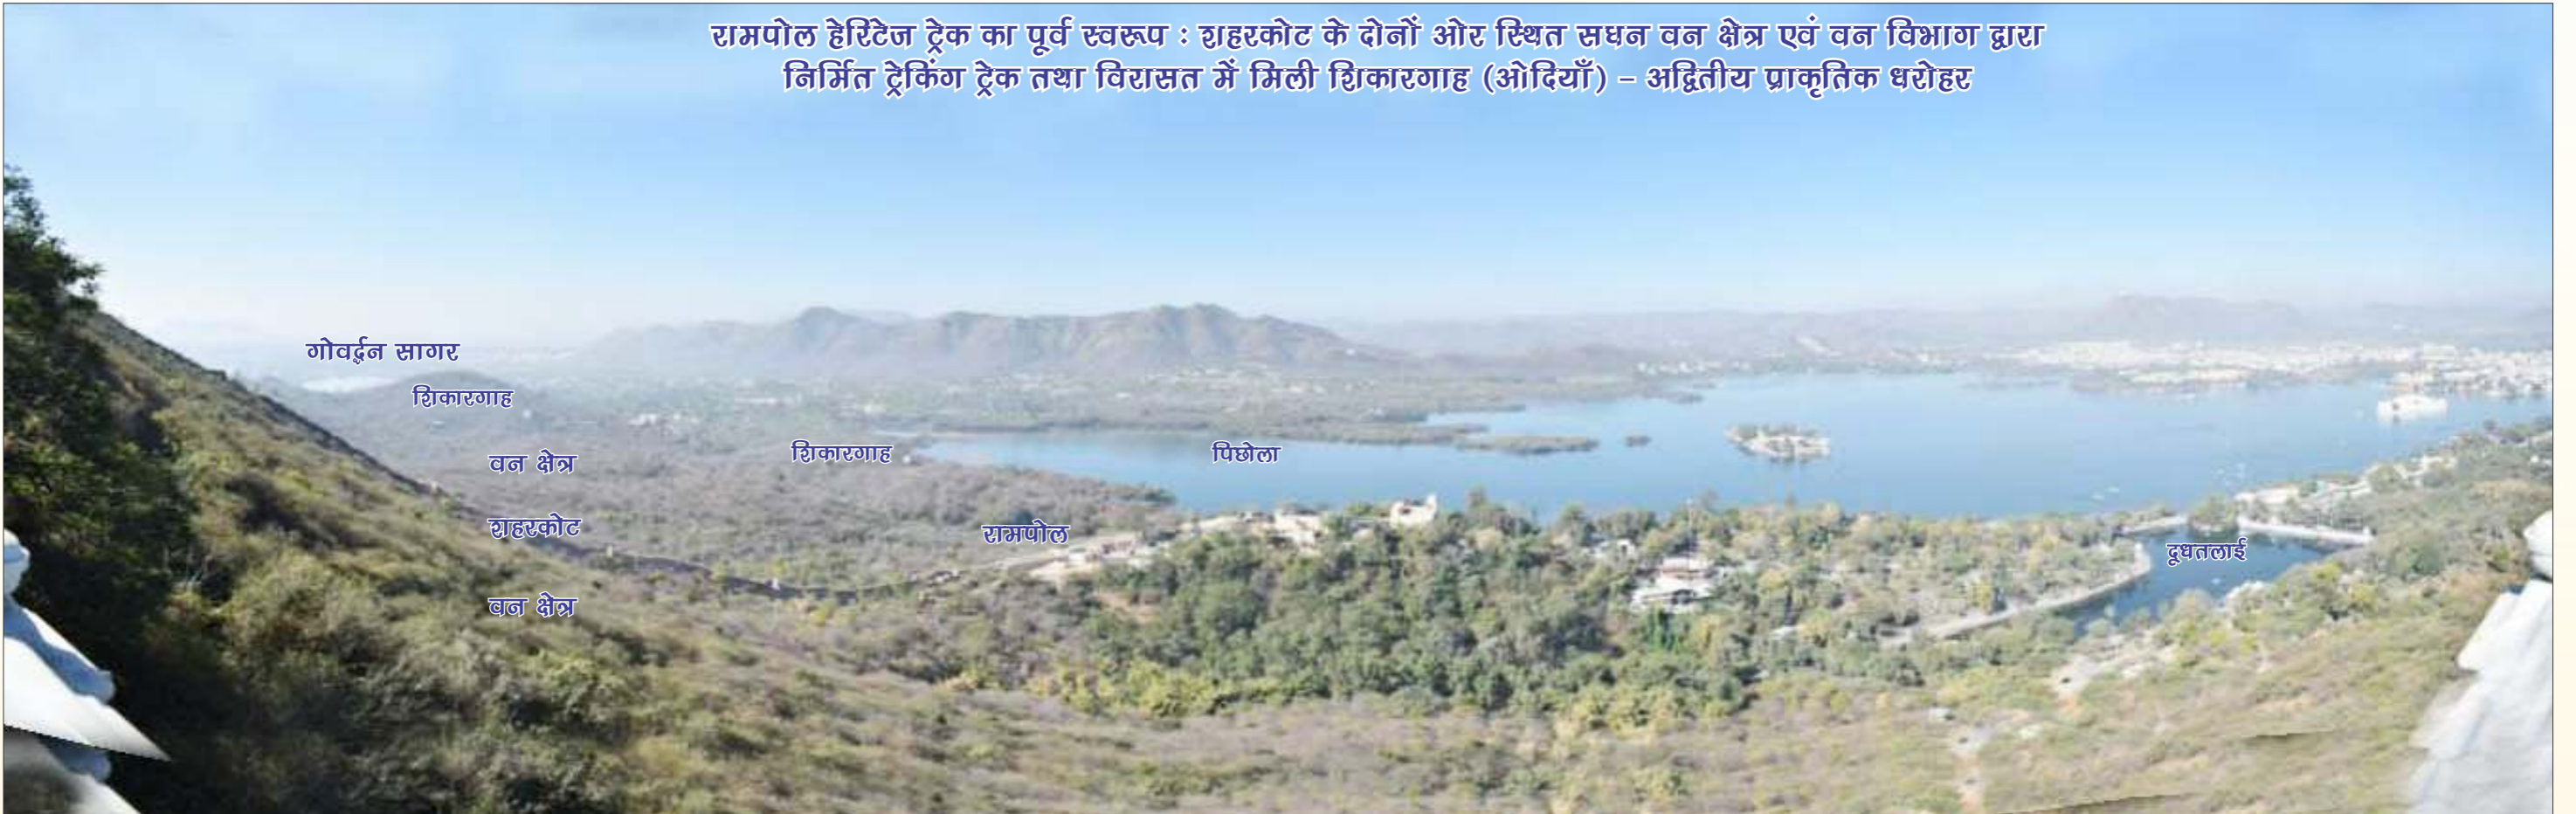 रामपोल हेरिटेज ट्रेक का पूर्व स्वरूप : शहरकोट के दोनों ओर स्थित सघन वन क्षेत्र एवं वन विभाग द्वारा
निर्मित ट्रेकिंग ट्रेक तथा विरासत में मिली शिकारगाह (ओदियाँ) – अद्वितीय प्राकृतिक धरोहर
गोवर्द्धन सागर
शिकारगाह
वन क्षेत्र
शिकारगाह
पिछोला
शहरकोट
रामपोल
दूधतलाई
वन क्षेत्र